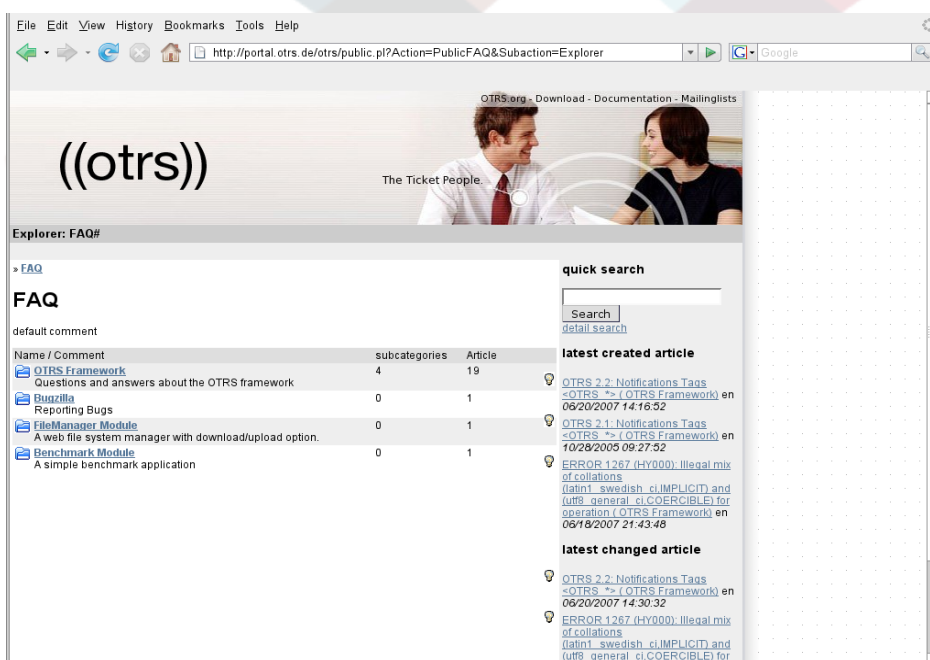 File Edit View History Bookmarks Tools Help
http://portal.otrs.de/otrs/public.pl?Action=PublicFAQ&Subaction=Explorer
G Google
OTRS.org - Download - Documentation - Mailinglists
((otrs))
The Ticket People.
Explorer: FAQ#
» FAQ
FAQ
default comment
Name / Comment subcategories Article
OTRS Framework 4 19
Questions and answers about the OTRS framework
Bugzilla 0 1
Reporting Bugs
FileManager Module 0 1
A web file system manager with download/upload option.
Benchmark Module 0 1
A simple benchmark application
quick search
Search
detail search
latest created article
OTRS 2.2: Notifications Tags
<OTRS_*> ( OTRS Framework) en
06/20/2007 14:16:52
OTRS 2.1: Notifications Tags
<OTRS_*> ( OTRS Framework) en
10/28/2005 09:27:52
ERROR 1267 (HY000): Illegal mix
of collations
(latin1_swedish_ci,IMPLICIT) and
(utf8_general_ci,COERCIBLE) for
operation ( OTRS Framework) en
06/18/2007 21:43:48
latest changed article
OTRS 2.2: Notifications Tags
<OTRS_*> ( OTRS Framework) en
06/20/2007 14:30:32
ERROR 1267 (HY000): Illegal mix
of collations
(latin1_swedish_ci,IMPLICIT) and
(utf8_general_ci,COERCIBLE) for